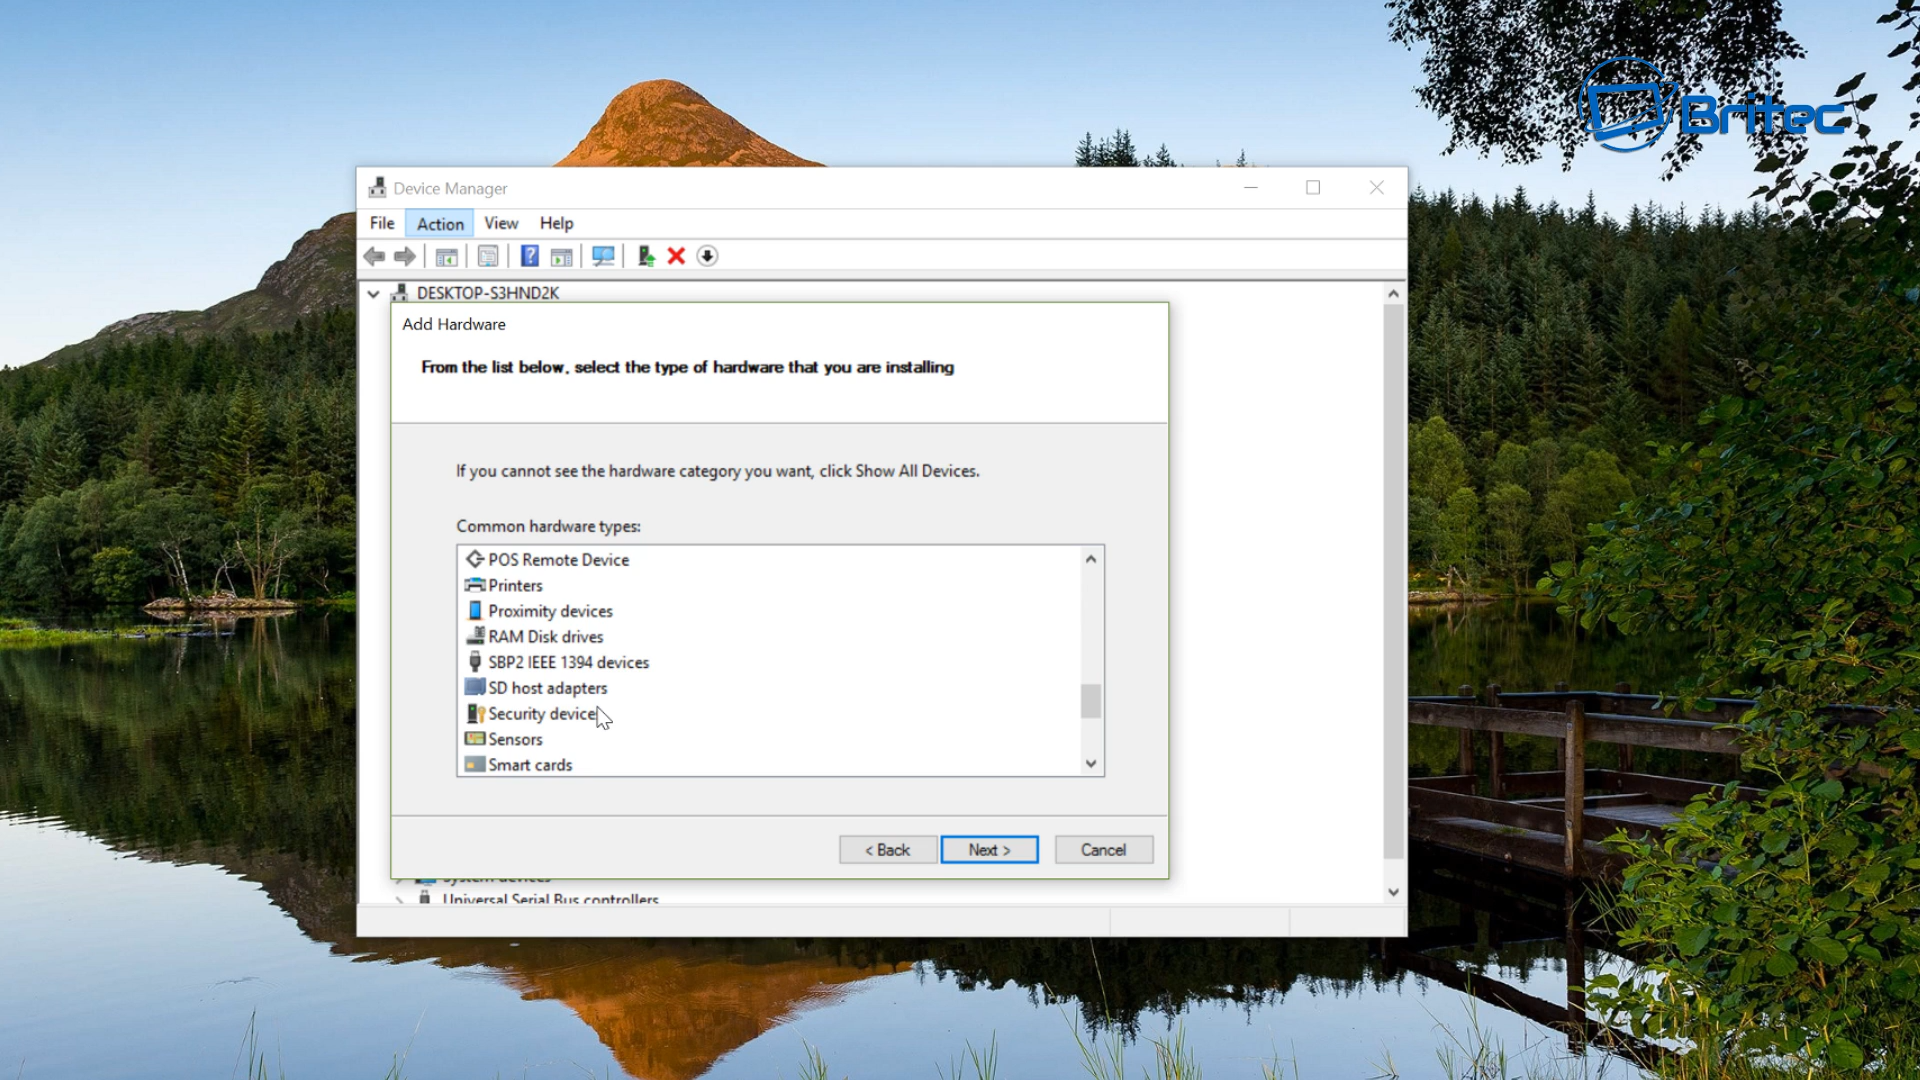 Britec
Device Manager
File Action View Help
DESKTOP-S3HND2K
Add Hardware
From the list below, select the type of hardware that you are installing
If you cannot see the hardware category you want, click Show All Devices.
Common hardware types:
POS Remote Device
Printers
Proximity devices
RAM Disk drives
SBP2 IEEE 1394 devices
SD host adapters
Security device
Sensors
Smart cards
< Back Next > Cancel
System devices
Universal Serial Bus controllers